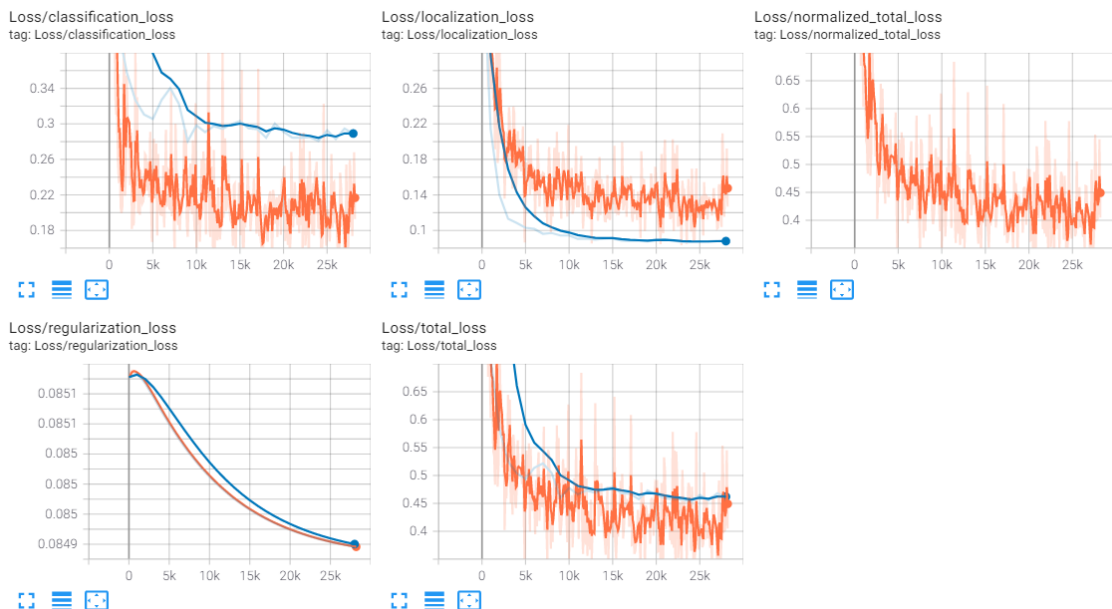 Loss/classification_loss
tag: Loss/classification_loss
0.34
0.3
0.26
0.22
0.18
0 5k 10k 15k 20k 25k
Loss/localization_loss
tag: Loss/localization_loss
0.26
0.22
0.18
0.14
0.1
0 5k 10k 15k 20k 25k
Loss/normalized_total_loss
tag: Loss/normalized_total_loss
0.65
0.6
0.55
0.5
0.45
0.4
0 5k 10k 15k 20k 25k
Loss/regularization_loss
tag: Loss/regularization_loss
0.0851
0.0851
0.085
0.085
0.085
0.0849
0 5k 10k 15k 20k 25k
Loss/total_loss
tag: Loss/total_loss
0.65
0.6
0.55
0.5
0.45
0.4
0 5k 10k 15k 20k 25k